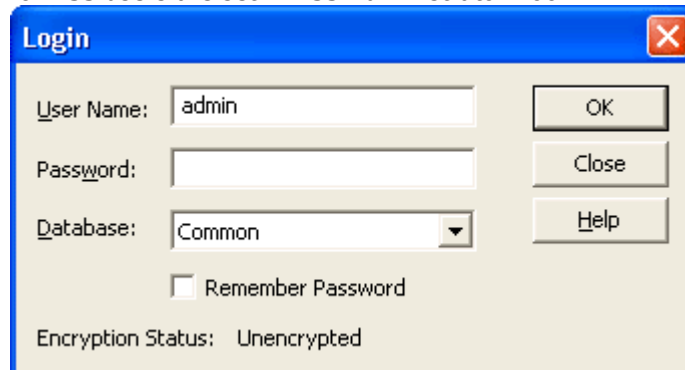 Login
User Name: admin OK
Password: Close
Database: Common Help
Remember Password
Encryption Status: Unencrypted